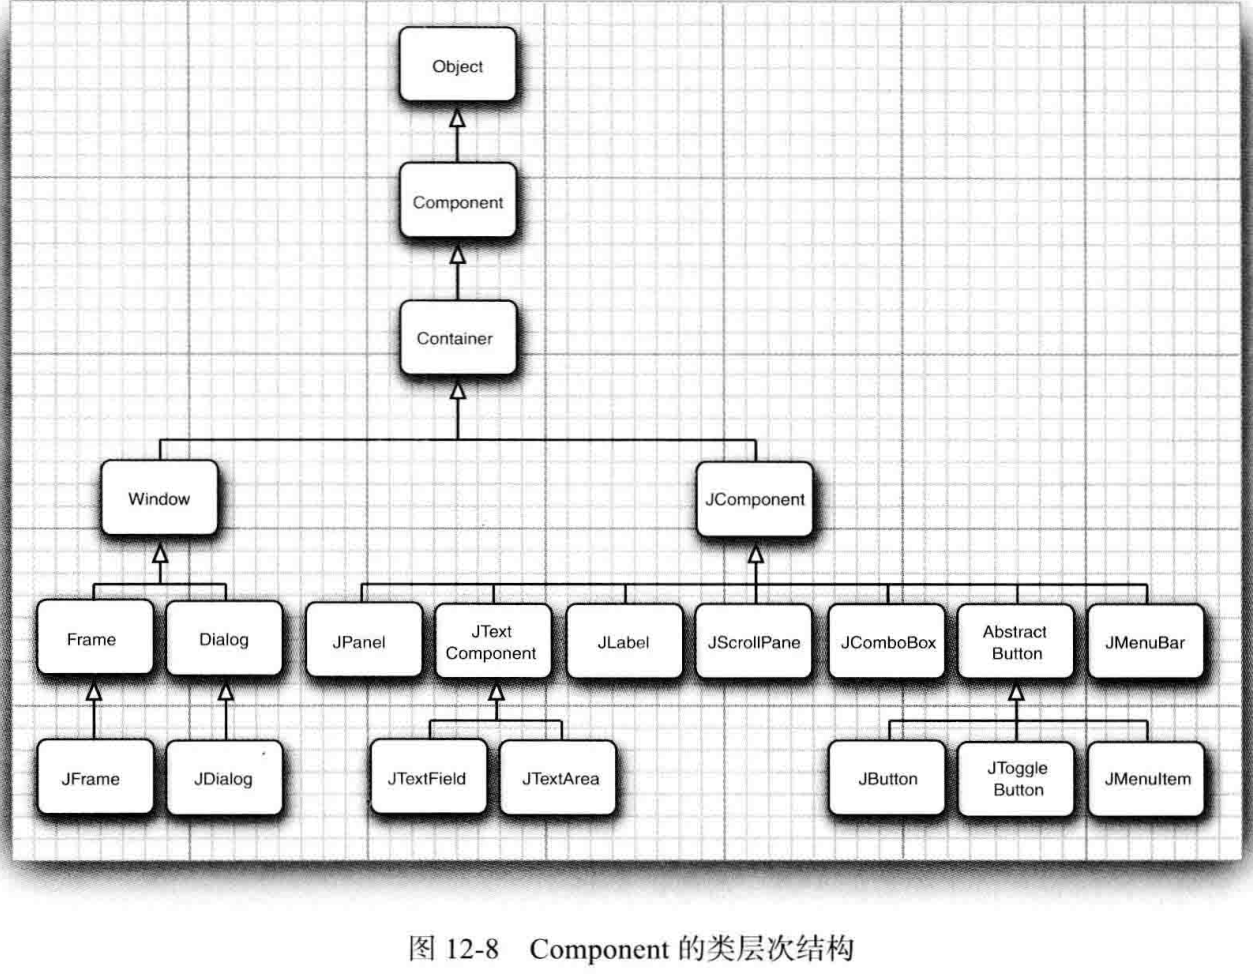 Object
Component
Container
Window
JComponent
Frame
Dialog
JPanel
JText
Component
JLabel
JScrollPane
JComboBox
Abstract
Button
JMenuBar
JFrame
JDialog
JTextField
JTextArea
JButton
JToggle
Button
JMenuItem
图 12-8 Component 的类层次结构